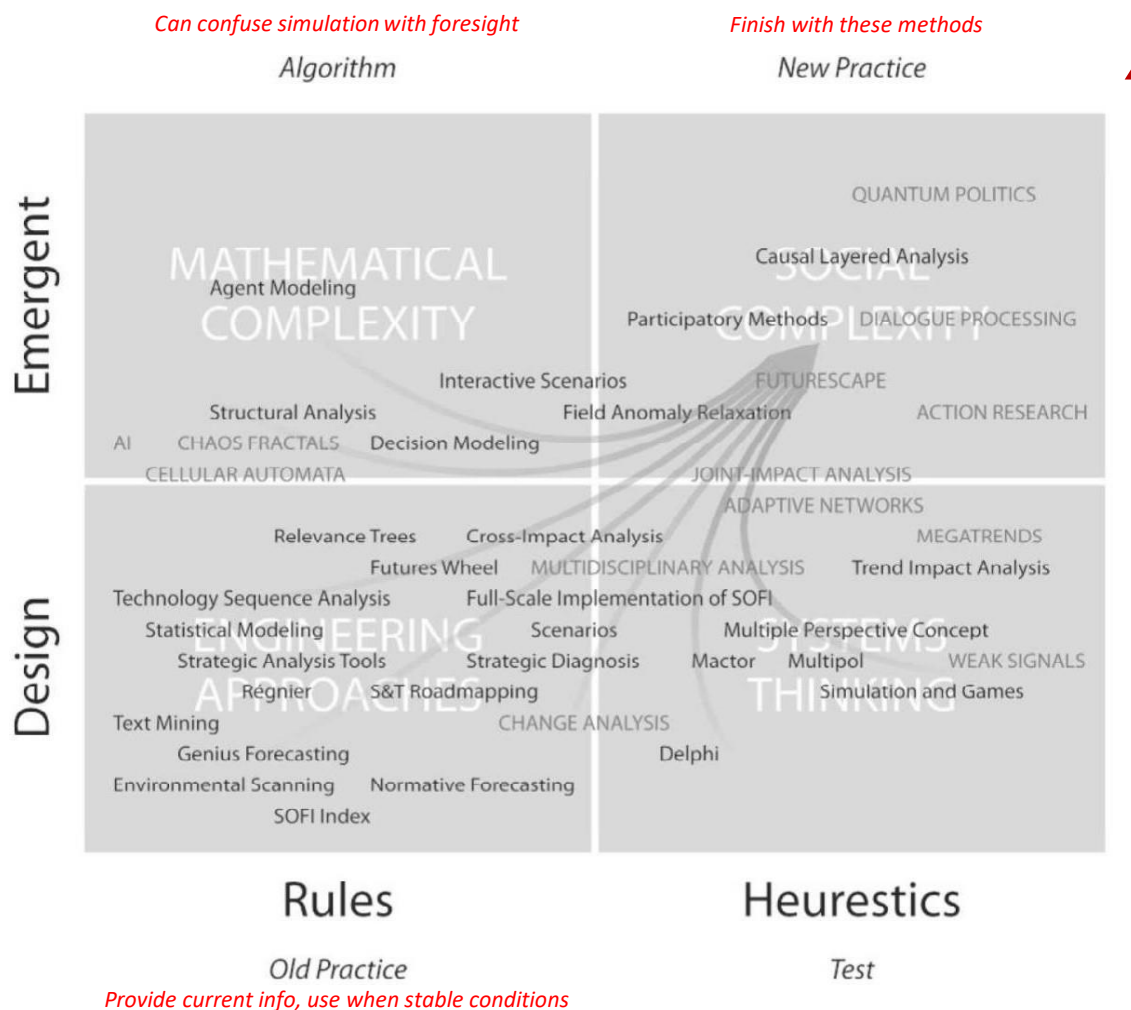 Can confuse simulation with foresight
Finish with these methods
Algorithm
New Practice
Emergent
MATHEMATICAL
COMPLEXITY
SOCIAL
COMPLEXITY
QUANTUM POLITICS
Causal Layered Analysis
Agent Modeling
Participatory Methods
DIALOGUE PROCESSING
Interactive Scenarios
FUTURESCAPE
Structural Analysis
Field Anomaly Relaxation
ACTION RESEARCH
AI
CHAOS FRACTALS
Decision Modeling
CELLULAR AUTOMATA
JOINT-IMPACT ANALYSIS
Design
ENGINEERING
APPROACHES
SYSTEMS
THINKING
ADAPTIVE NETWORKS
Relevance Trees
Cross-Impact Analysis
MEGATRENDS
Futures Wheel
MULTIDISCIPLINARY ANALYSIS
Trend Impact Analysis
Technology Sequence Analysis
Full-Scale Implementation of SOFI
Statistical Modeling
Scenarios
Multiple Perspective Concept
Strategic Analysis Tools
Strategic Diagnosis
Mactor
Multipol
WEAK SIGNALS
Régnier
S&T Roadmapping
Simulation and Games
Text Mining
CHANGE ANALYSIS
Genius Forecasting
Delphi
Environmental Scanning
Normative Forecasting
SOFI Index
Rules
Heurestics
Old Practice
Test
Provide current info, use when stable conditions